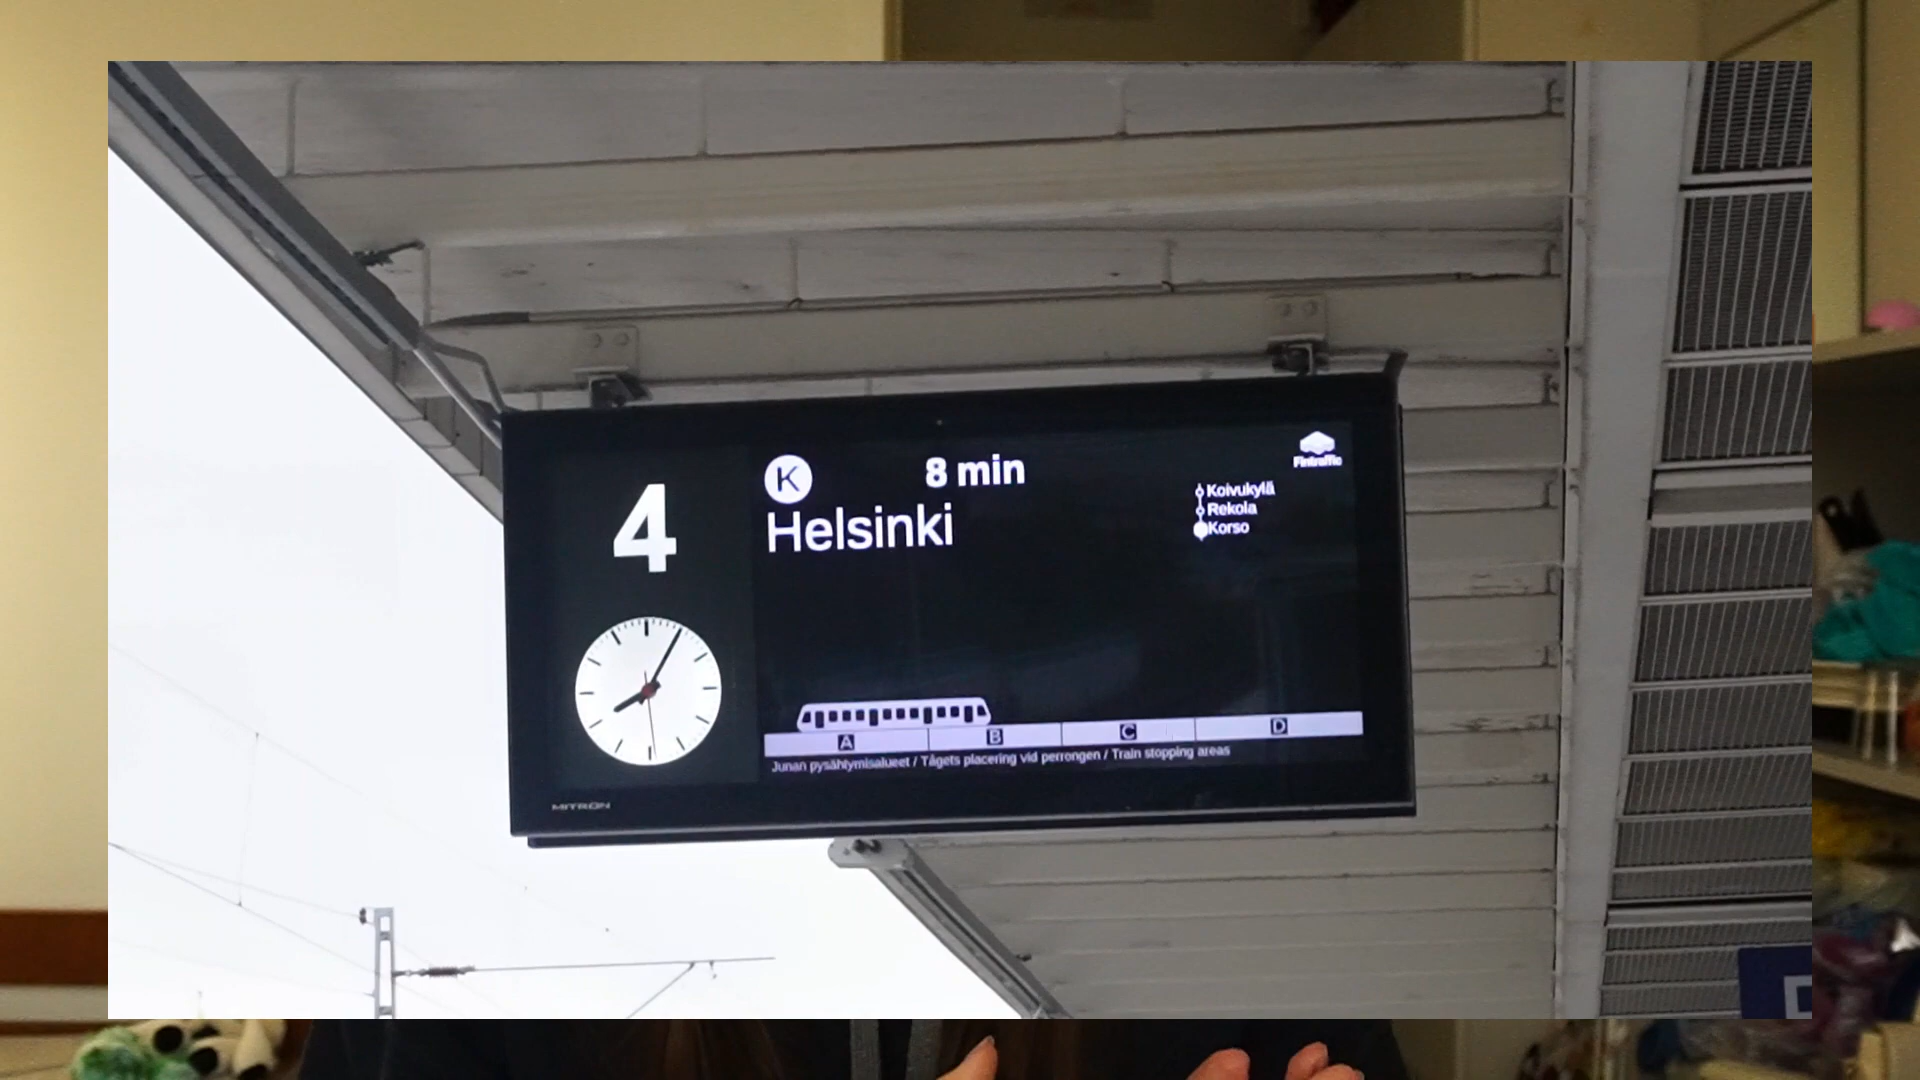 4
K
8 min
Helsinki
Fintraffic
Koivukylä
Rekola
Korso
A
B
C
D
Junan pysähtymisalueet / Tågets placering vid perrongen / Train stopping areas
MITRON